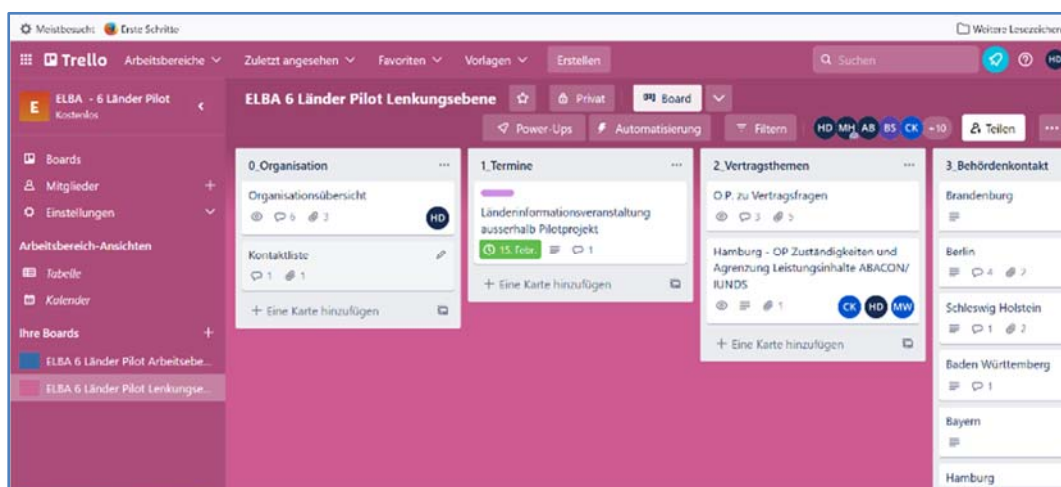 Meistbesucht Erste Schritte Weitere Lesezeichen
Trello Arbeitsbereiche Zuletzt angesehen Favoriten Vorlagen Erstellen Suchen HD
E ELBA - 6 Länder Pilot
Kostenlos
ELBA 6 Länder Pilot Lenkungsebene Privat Board
Power-Ups Automatisierung Filtern HD MH AB BS CK +10 Teilen
Boards
Mitglieder
Einstellungen
Arbeitsbereich-Ansichten
Tabelle
Kalender
Ihre Boards
ELBA 6 Länder Pilot Arbeitsebe...
ELBA 6 Länder Pilot Lenkungse...
0_Organisation
Organisationsübersicht
6 3 HD
Kontaktliste
1 1
+ Eine Karte hinzufügen
1_Termine
Länderinformationsveranstaltung
ausserhalb Pilotprojekt
15. Febr. 1
+ Eine Karte hinzufügen
2_Vertragsthemen
O.P. zu Vertragsfragen
3 5
Hamburg - OP Zuständigkeiten und
Agrenzung Leistungsinhalte ABACON/
IUNDS
1 CK HD MW
+ Eine Karte hinzufügen
3_Behördenkontakt
Brandenburg
Berlin
4 2
Schleswig Holstein
1 2
Baden Württemberg
1
Bayern
Hamburg